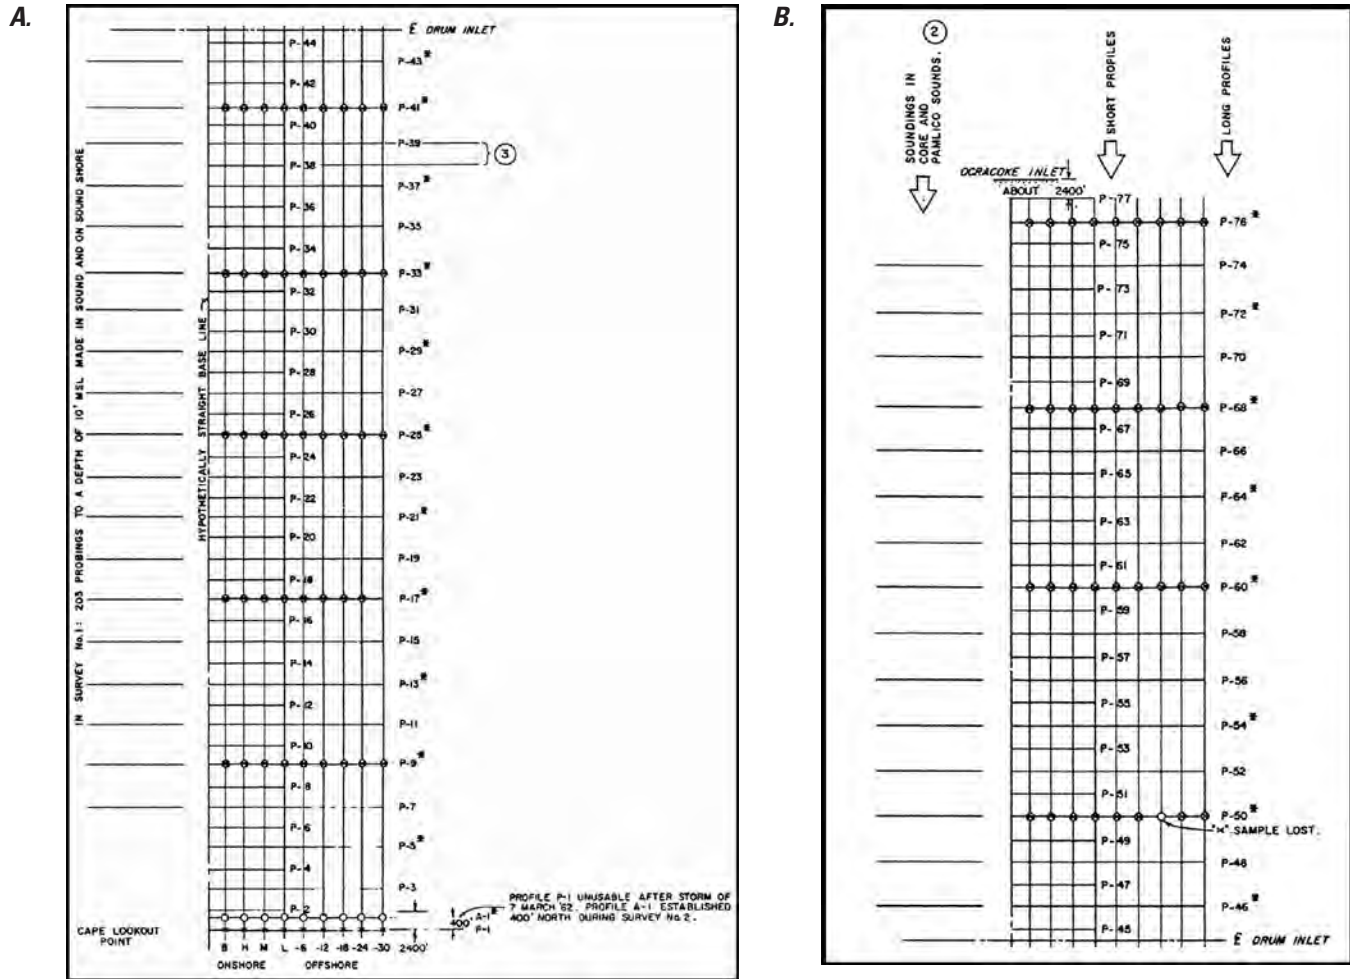 A.
℄ DRUM INLET
P-44
P-43*
P-42
P-41*
P-40
P-39
3
P-38
P-37*
P-36
P-35
P-34
P-33*
P-32
P-31
P-30
P-29*
P-28
P-27
P-26
P-25*
P-24
P-23
P-22
P-21*
P-20
P-19
P-18
P-17*
P-16
P-15
P-14
P-13*
P-12
P-11
P-10
P-9*
P-8
P-7
P-6
P-5*
P-4
P-3
P-2
A-1*
400'
P-1
IN SURVEY No.1: 203 PROBINGS TO A DEPTH OF 10' MSL MADE IN SOUND AND ON SOUND SHORE
HYPOTHETICALLY STRAIGHT BASE LINE
PROFILE P-1 UNUSABLE AFTER STORM OF
7 MARCH '62. PROFILE A-1 ESTABLISHED
400' NORTH DURING SURVEY No. 2.
CAPE LOOKOUT
POINT
B H M L -6 -12 -18 -24 -30 2400'
ONSHORE OFFSHORE
B.
2
SOUNDINGS IN
CORE AND
PAMLICO SOUNDS.
SHORT PROFILES
LONG PROFILES
OCRACOKE INLET
ABOUT 2400'
P-77
P-76*
P-75
P-74
P-73
P-72*
P-71
P-70
P-69
P-68*
P-67
P-66
P-65
P-64*
P-63
P-62
P-61
P-60*
P-59
P-58
P-57
P-56
P-55
P-54*
P-53
P-52
P-51
P-50*
SAMPLE LOST.
P-49
P-48
P-47
P-46*
P-45
℄ DRUM INLET